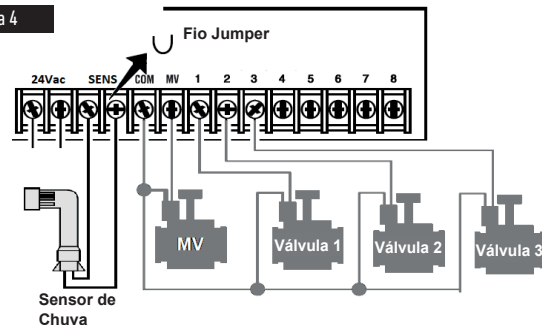 a 4
Fio Jumper
24Vac SENS COM MV 1 2 3 4 5 6 7 8
MV
Válvula 1
Válvula 2
Válvula 3
Sensor de
Chuva